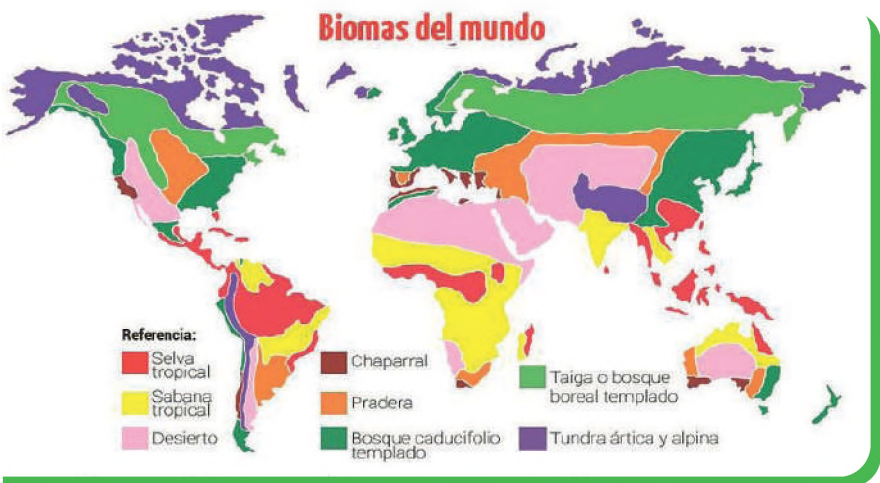 Biomas del mundo
Referencia:
Selva
tropical
Sabana
tropical
Desierto
Chaparral
Pradera
Bosque caducifolio
templado
Taiga o bosque
boreal templado
Tundra ártica y alpina